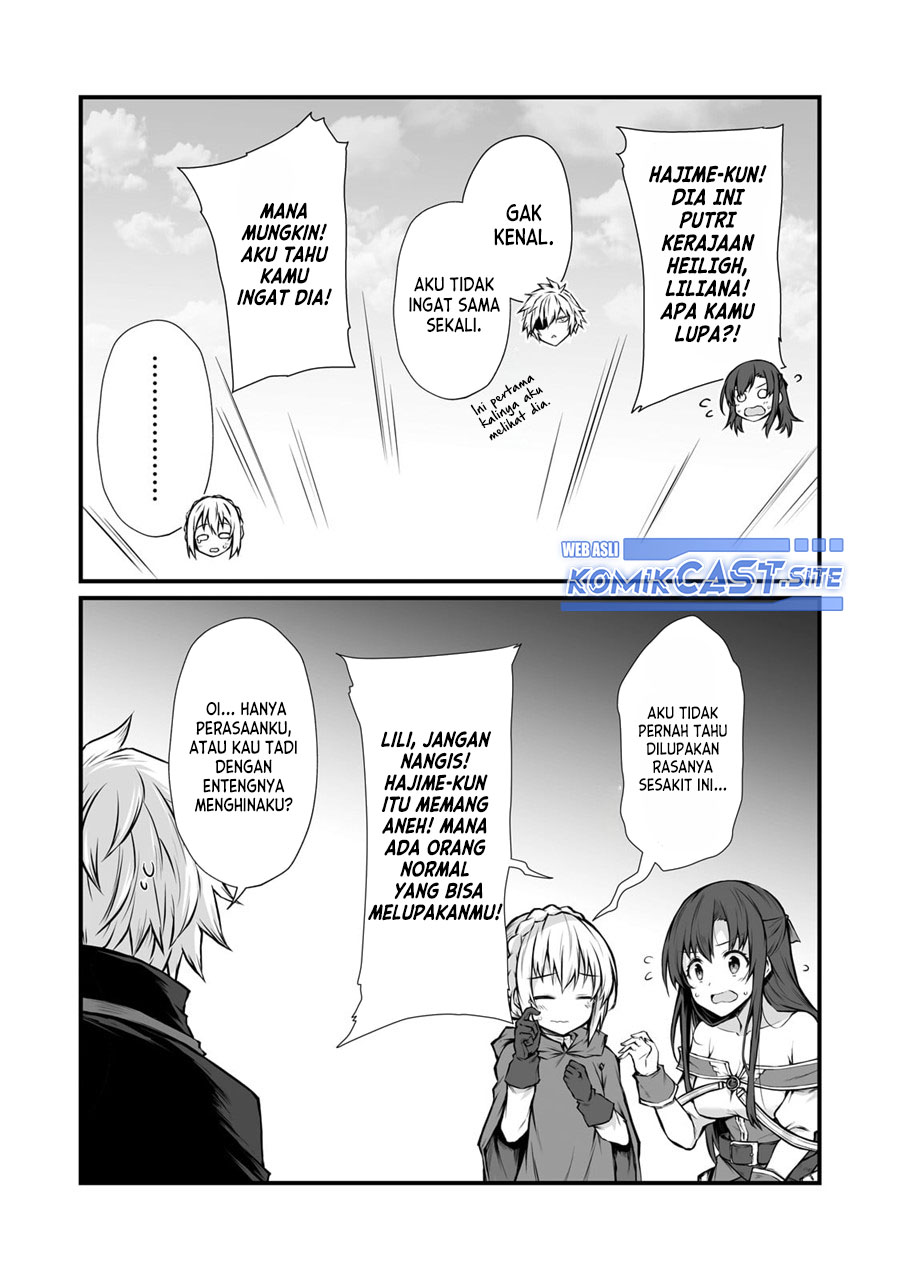 HAJIME-KUN!
DIA INI
PUTRI
KERAJAAN
HEILIGH,
LILIANA!
APA KAMU
LUPA?!
GAK
KENAL.
AKU TIDAK
INGAT SAMA
SEKALI.
Ini pertama
kalinya aku
melihat dia.
MANA
MUNGKIN!
AKU TAHU
KAMU
INGAT DIA!
..............
WEB ASLI
KOMIKCAST.SITE
AKU TIDAK
PERNAH TAHU
DILUPAKAN
RASANYA
SESAKIT INI...
LILI, JANGAN
NANGIS!
HAJIME-KUN
ITU MEMANG
ANEH! MANA
ADA ORANG
NORMAL
YANG BISA
MELUPAKANMU!
OI... HANYA
PERASAANKU,
ATAU KAU TADI
DENGAN
ENTENGNYA
MENGHINAKU?